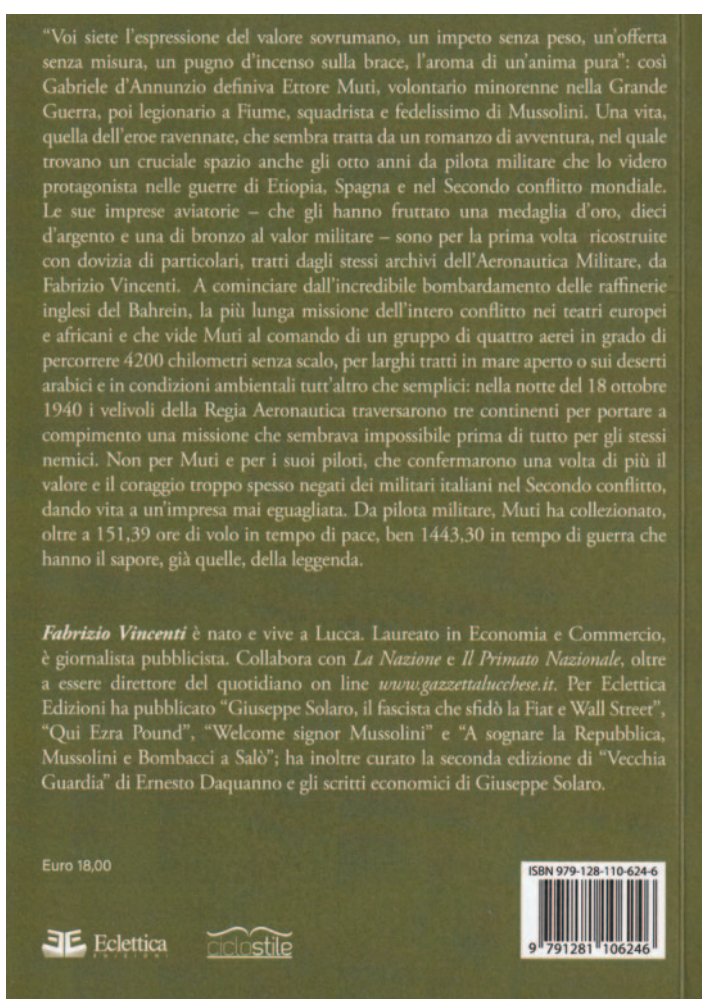 “Voi siete l’espressione del valore sovrumano, un impeto senza peso, un’offerta
senza misura, un pugno d’incenso sulla brace, l’aroma di un’anima pura”: così
Gabriele d’Annunzio definiva Ettore Muti, volontario minorenne nella Grande
Guerra, poi legionario a Fiume, squadrista e fedelissimo di Mussolini. Una vita,
quella dell’eroe ravennate, che sembra tratta da un romanzo di avventura, nel quale
trovano un cruciale spazio anche gli otto anni da pilota militare che lo videro
protagonista nelle guerre di Etiopia, Spagna e nel Secondo conflitto mondiale.
Le sue imprese aviatorie – che gli hanno fruttato una medaglia d’oro, dieci
d’argento e una di bronzo al valor militare – sono per la prima volta ricostruite
con dovizia di particolari, tratti dagli stessi archivi dell’Aeronautica Militare, da
Fabrizio Vincenti. A cominciare dall’incredibile bombardamento delle raffinerie
inglesi del Bahrein, la più lunga missione dell’intero conflitto nei teatri europei
e africani e che vide Muti al comando di un gruppo di quattro aerei in grado di
percorrere 4200 chilometri senza scalo, per larghi tratti in mare aperto o sui deserti
arabici e in condizioni ambientali tutt’altro che semplici: nella notte del 18 ottobre
1940 i velivoli della Regia Aeronautica traversarono tre continenti per portare a
compimento una missione che sembrava impossibile prima di tutto per gli stessi
nemici. Non per Muti e per i suoi piloti, che confermarono una volta di più il
valore e il coraggio troppo spesso negati dei militari italiani nel Secondo conflitto,
dando vita a un’impresa mai eguagliata. Da pilota militare, Muti ha collezionato,
oltre a 151,39 ore di volo in tempo di pace, ben 1443,30 in tempo di guerra che
hanno il sapore, già quelle, della leggenda.
Fabrizio Vincenti è nato e vive a Lucca. Laureato in Economia e Commercio,
è giornalista pubblicista. Collabora con La Nazione e Il Primato Nazionale, oltre
a essere direttore del quotidiano on line www.gazzettalucchese.it. Per Eclettica
Edizioni ha pubblicato “Giuseppe Solaro, il fascista che sfidò la Fiat e Wall Street”,
“Qui Ezra Pound”, “Welcome signor Mussolini” e “A sognare la Repubblica,
Mussolini e Bombacci a Salò”; ha inoltre curato la seconda edizione di “Vecchia
Guardia” di Ernesto Daquanno e gli scritti economici di Giuseppe Solaro.
Euro 18,00
ISBN 979-128-110-624-6
9 791281 106246
Eclettica
EDIZIONI
ciclostile